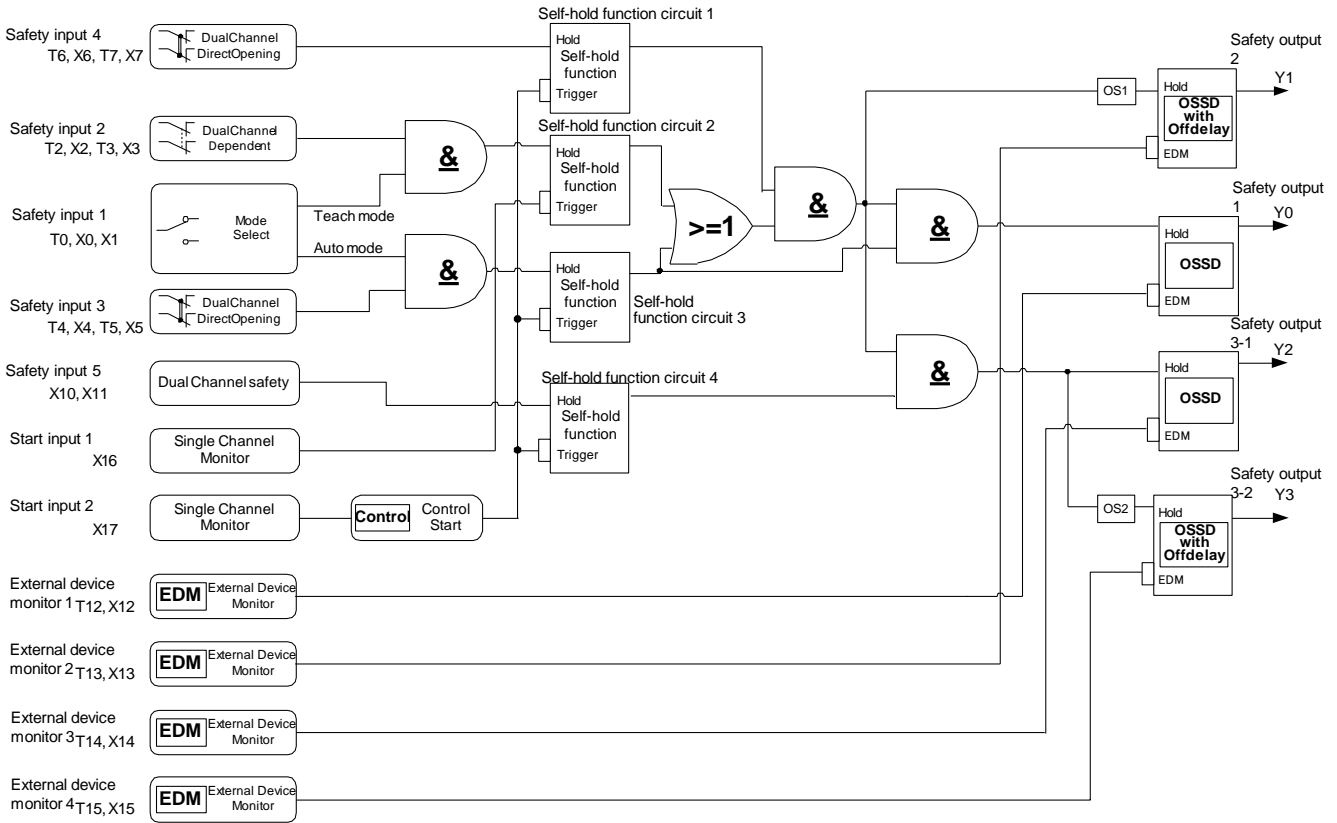 Self-hold function circuit 1
Safety input 4
T6, X6, T7, X7
DualChannel
DirectOpening
Hold
Self-hold
function
Trigger
Safety output
2
Y1
OS1
Hold
OSSD
with
Offdelay
EDM
Safety input 2
T2, X2, T3, X3
DualChannel
Dependent
&
Self-hold function circuit 2
Hold
Self-hold
function
Trigger
Safety input 1
T0, X0, X1
Mode
Select
Teach mode
Auto mode
>=1
&
&
Safety output
1
Y0
Hold
OSSD
EDM
Safety input 3
T4, X4, T5, X5
DualChannel
DirectOpening
&
Hold
Self-hold
function
Trigger
Self-hold
function circuit 3
Safety input 5
X10, X11
Dual Channel safety
Self-hold function circuit 4
Hold
Self-hold
function
Trigger
&
Safety output
3-1
Y2
Hold
OSSD
EDM
Start input 1
X16
Single Channel
Monitor
Start input 2
X17
Single Channel
Monitor
Control
Control
Start
Safety output
3-2
Y3
OS2
Hold
OSSD
with
Offdelay
EDM
External device
monitor 1 T12, X12
EDM
External Device
Monitor
External device
monitor 2 T13, X13
EDM
External Device
Monitor
External device
monitor 3 T14, X14
EDM
External Device
Monitor
External device
monitor 4 T15, X15
EDM
External Device
Monitor